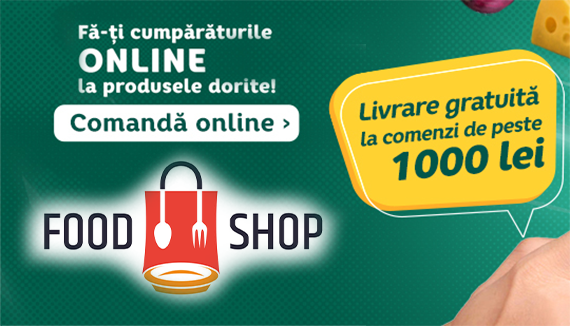 Fă-ți cumpărăturile
ONLINE
la produsele dorite!
Comandă online ›
Livrare gratuită
la comenzi de peste
1000 lei
FOOD SHOP